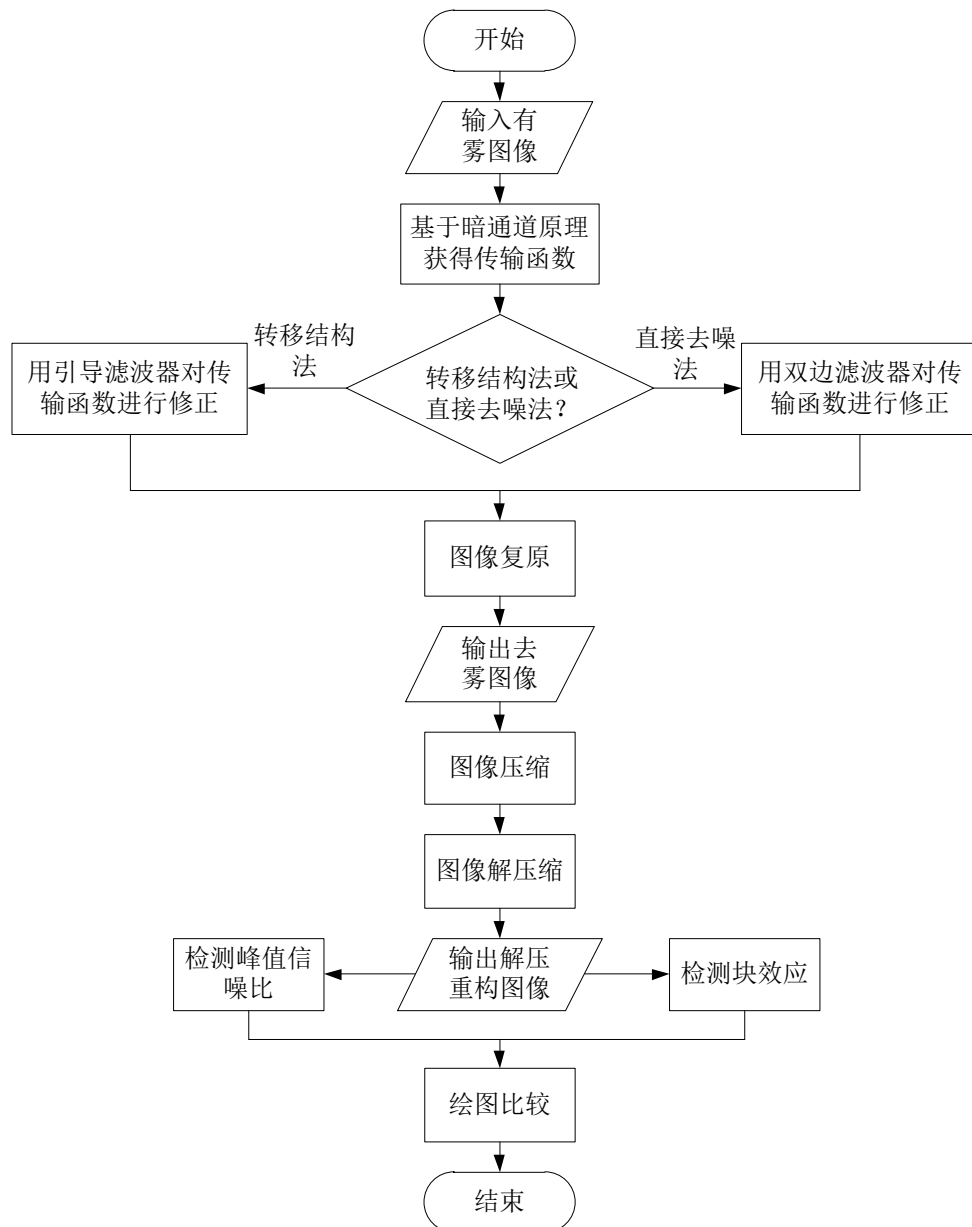 开始
输入有
雾图像
基于暗通道原理
获得传输函数
转移结构
法
直接去噪
法
用引导滤波器对传
输函数进行修正
转移结构法或
直接去噪法？
用双边滤波器对传
输函数进行修正
图像复原
输出去
雾图像
图像压缩
图像解压缩
检测峰值信
噪比
输出解压
重构图像
检测块效应
绘图比较
结束